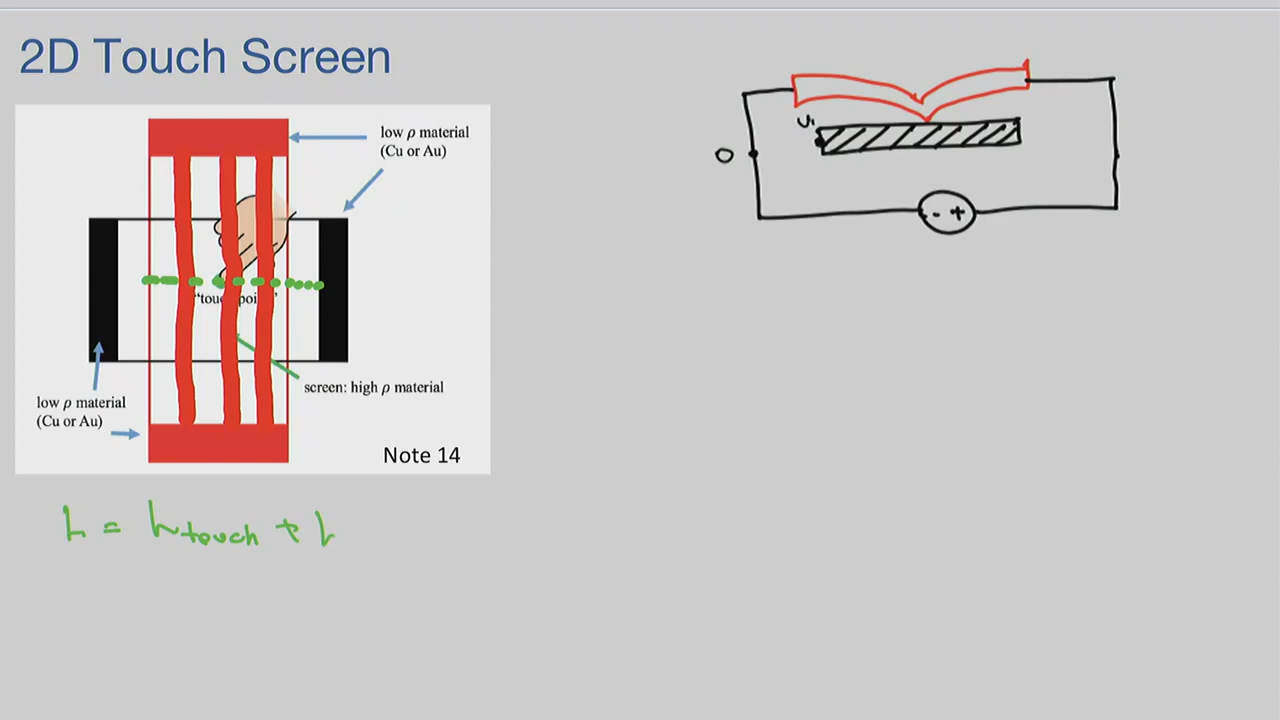 2D Touch Screen
low ρ material
(Cu or Au)
"touch point"
screen: high ρ material
low ρ material
(Cu or Au)
Note 14
0
- +